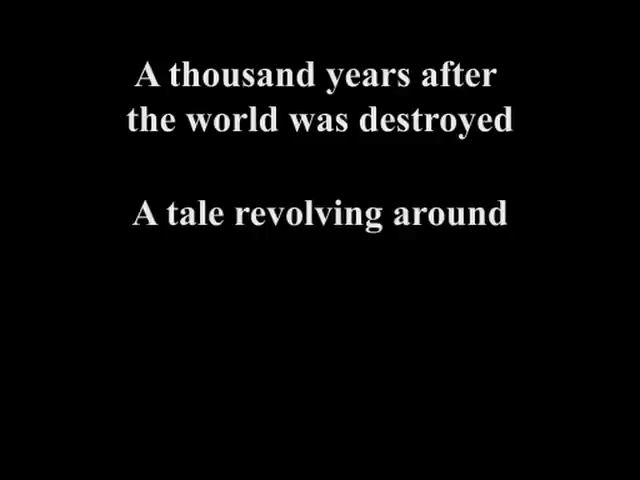 A thousand years after
the world was destroyed
A tale revolving around